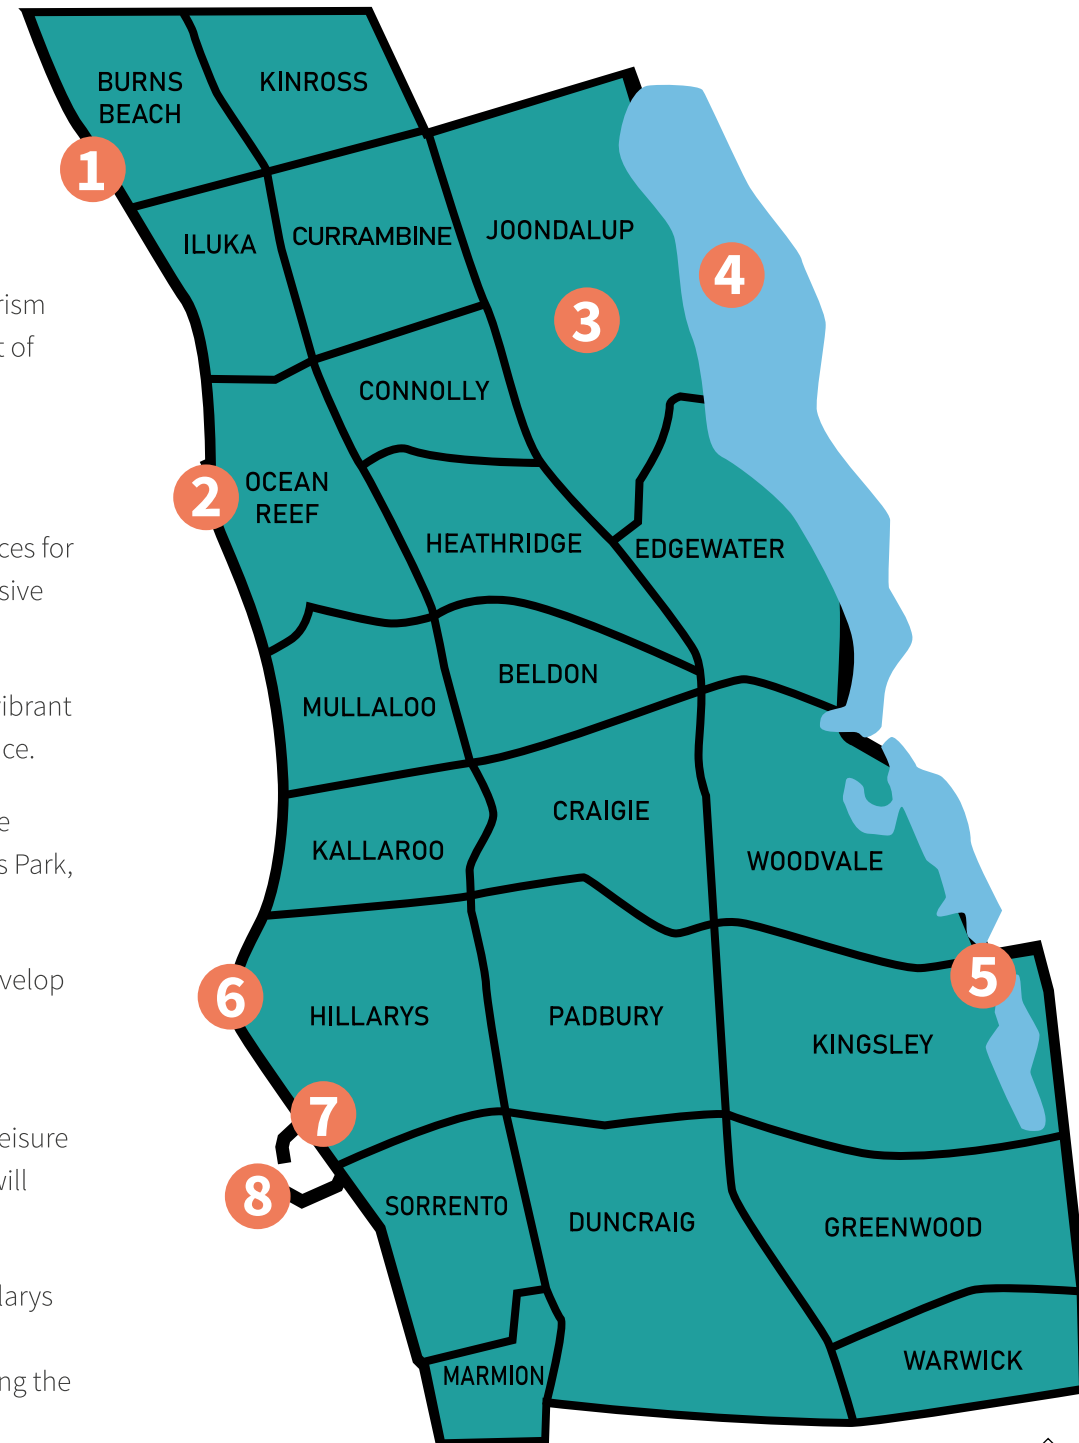 rism
t of
ces for
sive
ibrant
ce.
e
s Park,
velop
eisure
will
larys
ng the
BURNS
BEACH
KINROSS
1
ILUKA
CURRAMBINE
JOONDALUP
4
3
CONNOLLY
2
OCEAN
REEF
HEATHRIDGE
EDGEWATER
BELDON
MULLALOO
CRAIGIE
KALLAROO
WOODVALE
5
6
HILLARYS
PADBURY
KINGSLEY
7
8
SORRENTO
DUNCRAIG
GREENWOOD
MARMION
WARWICK